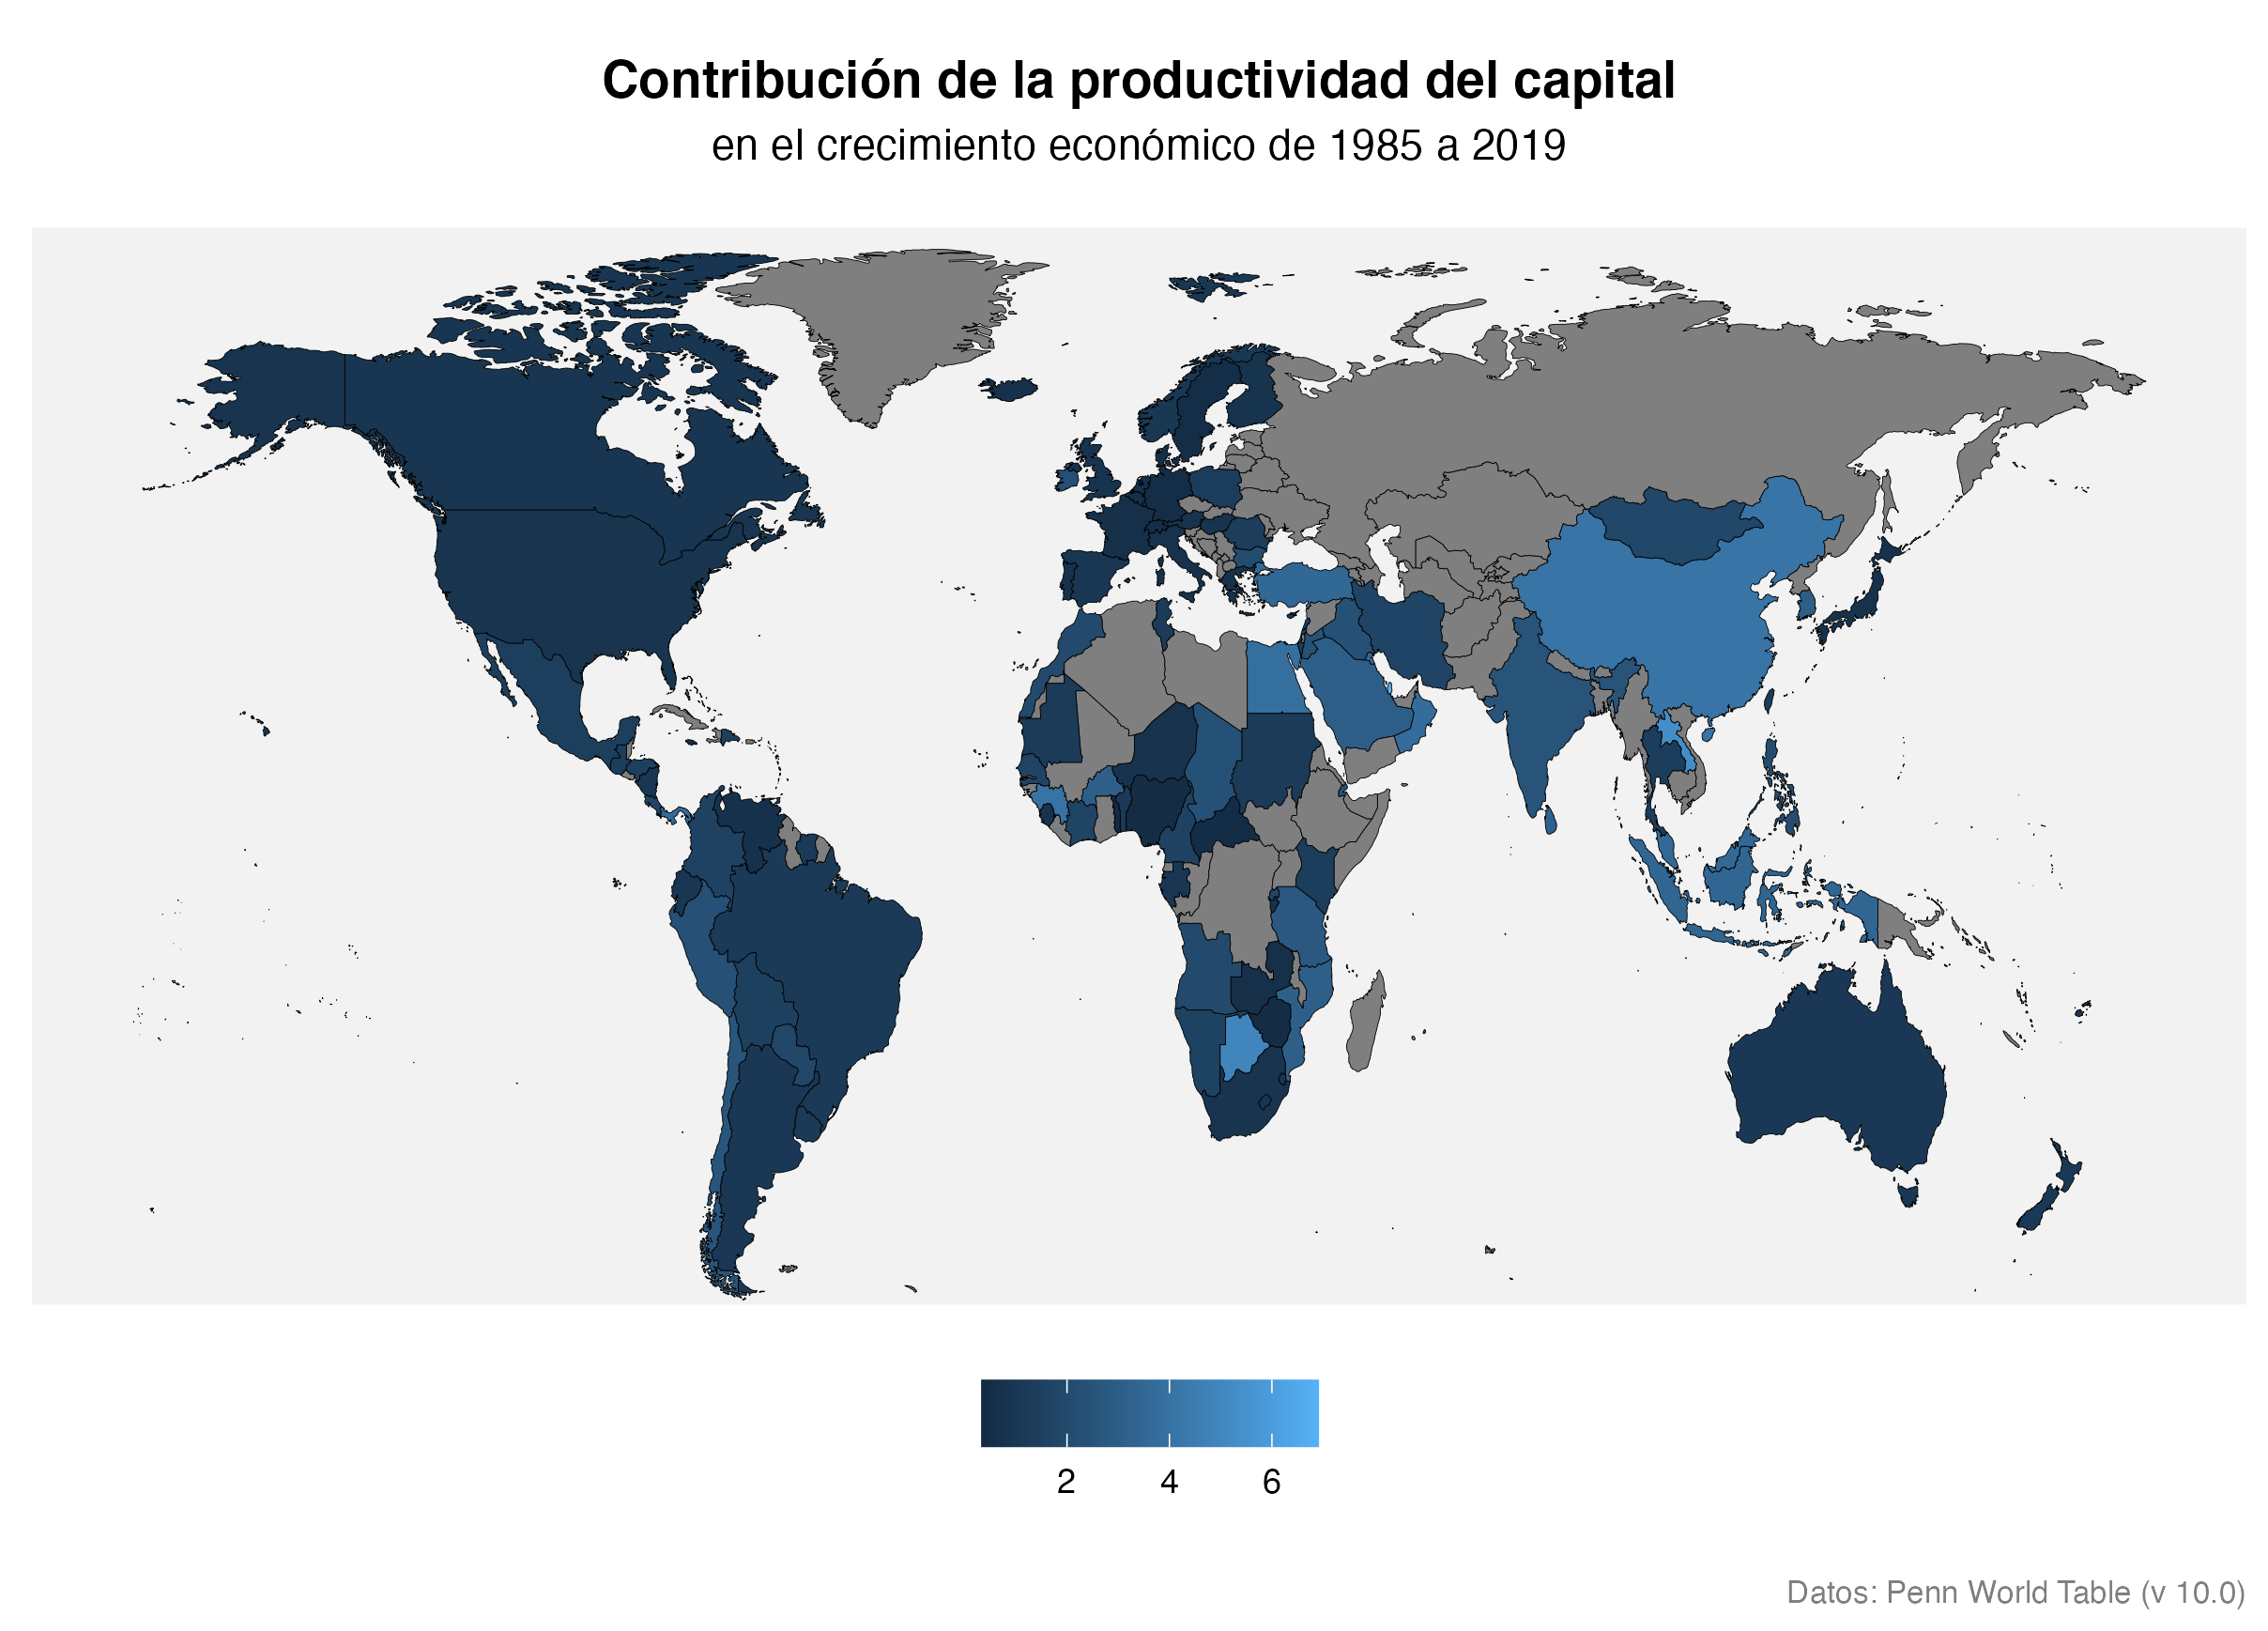 Contribución de la productividad del capital
en el crecimiento económico de 1985 a 2019
2 4 6
Datos: Penn World Table (v 10.0)